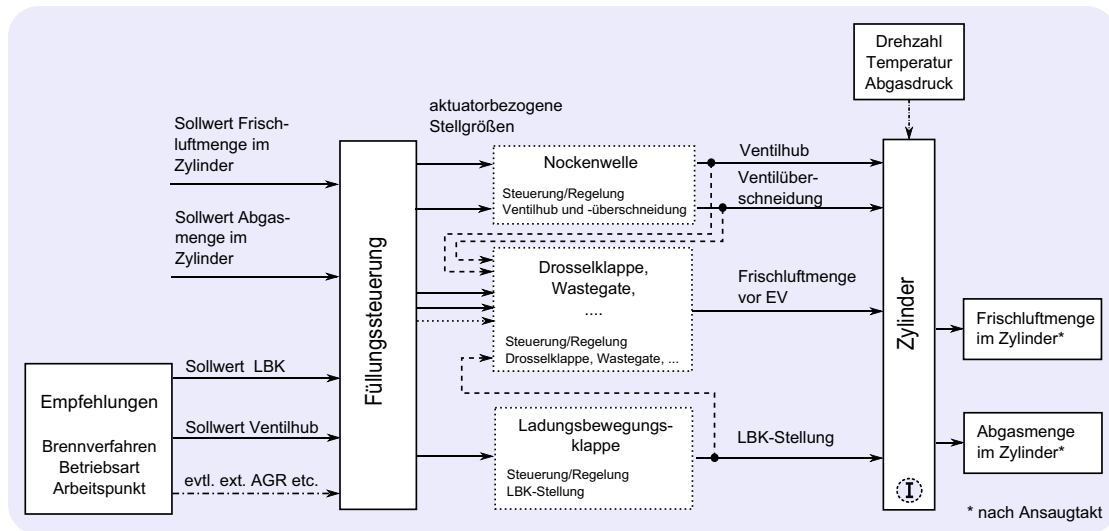 Drehzahl
Temperatur
Abgasdruck
aktuatorbezogene
Stellgrößen
Sollwert Frisch-
luftmenge im
Zylinder
Sollwert Abgas-
menge im
Zylinder
Füllungssteuerung
Nockenwelle
Steuerung/Regelung
Ventilhub und -überschneidung
Ventilhub
Ventilüber-
schneidung
Drosselklappe,
Wastegate,
....
Steuerung/Regelung
Drosselklappe, Wastegate, ...
Frischluftmenge
vor EV
Zylinder
Frischluftmenge
im Zylinder*
Empfehlungen
Brennverfahren
Betriebsart
Arbeitspunkt
Sollwert LBK
Sollwert Ventilhub
evtl. ext. AGR etc.
Ladungsbewegungs-
klappe
Steuerung/Regelung
LBK-Stellung
LBK-Stellung
Abgasmenge
im Zylinder*
I
* nach Ansaugtakt